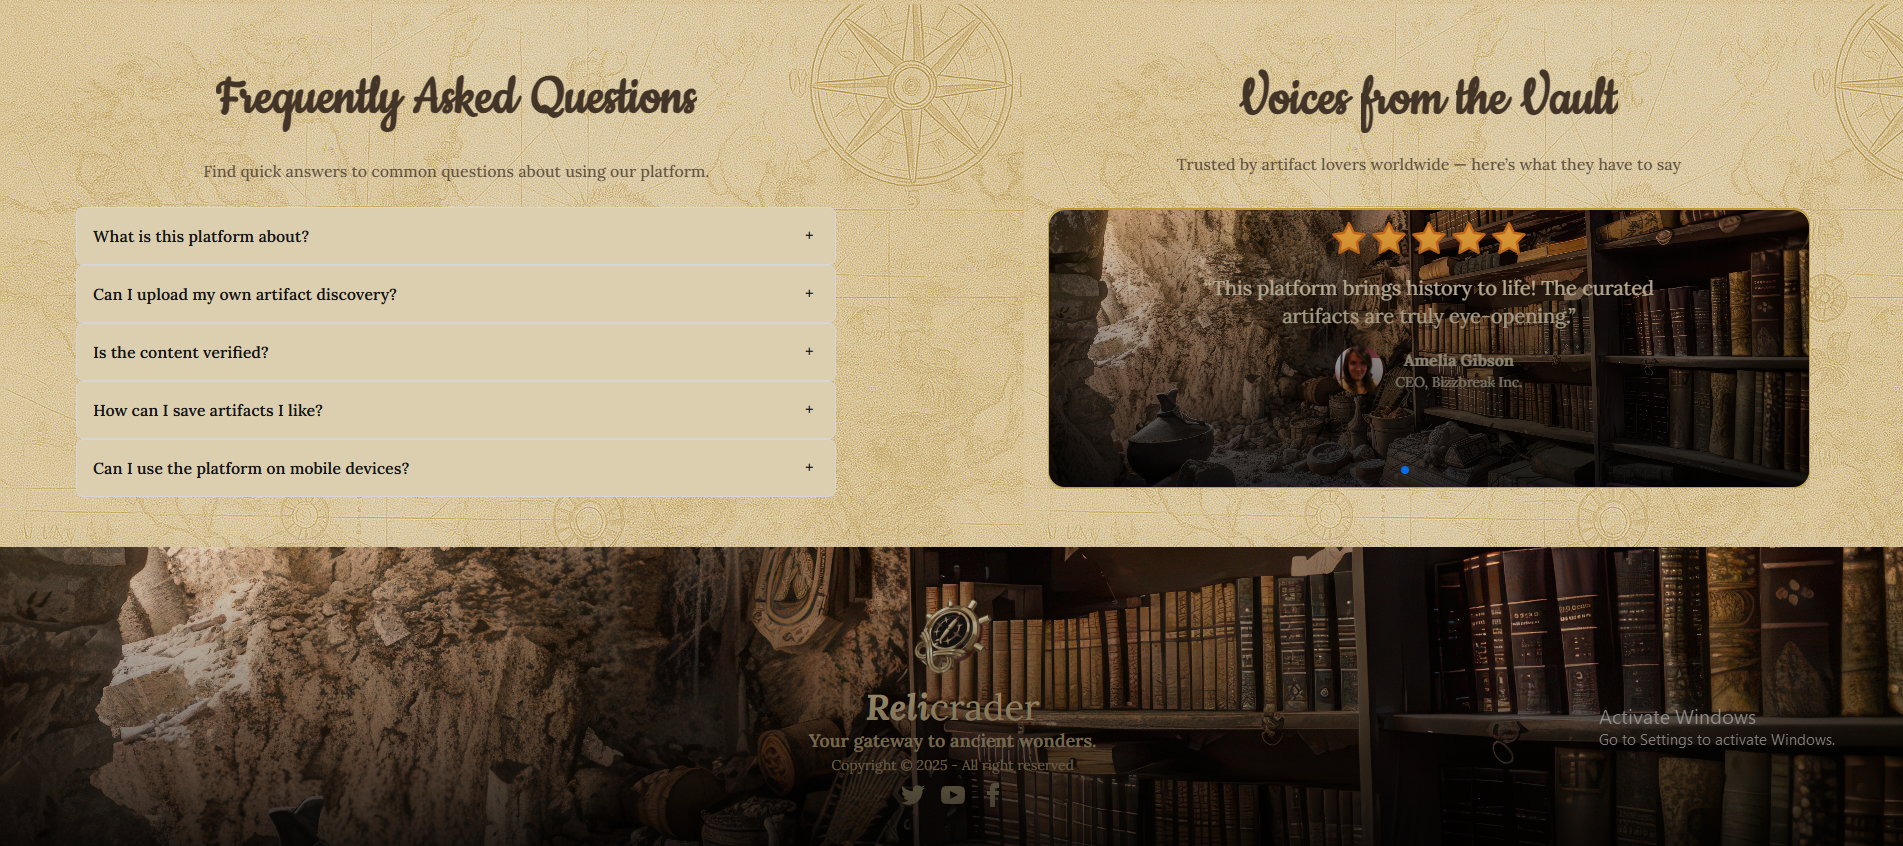 Frequently Asked Questions
Find quick answers to common questions about using our platform.
What is this platform about?
+
Can I upload my own artifact discovery?
+
Is the content verified?
+
How can I save artifacts I like?
+
Can I use the platform on mobile devices?
+
Voices from the Vault
Trusted by artifact lovers worldwide — here's what they have to say
“This platform brings history to life! The curated
artifacts are truly eye-opening.”
Amelia Gibson
CEO, Bizzbreak Inc.
Relicrader
Your gateway to ancient wonders.
Copyright © 2025 - All right reserved
Activate Windows
Go to Settings to activate Windows.